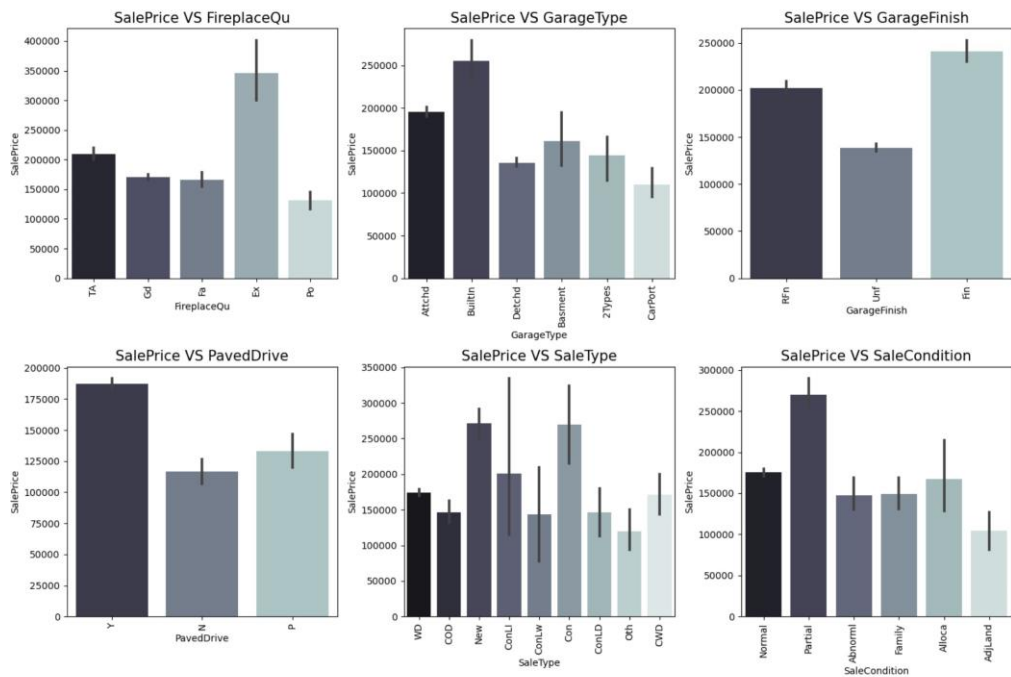 SalePrice VS FireplaceQu
SalePrice
400000
350000
300000
250000
200000
150000
100000
50000
0
TA
Gd
Fa
Ex
Po
FireplaceQu
SalePrice VS GarageType
SalePrice
250000
200000
150000
100000
50000
0
Attchd
BuiltIn
Detchd
Basment
2Types
CarPort
GarageType
SalePrice VS GarageFinish
SalePrice
250000
200000
150000
100000
50000
0
RFn
Unf
Fin
GarageFinish
SalePrice VS PavedDrive
SalePrice
200000
175000
150000
125000
100000
75000
50000
25000
0
Y
N
P
PavedDrive
SalePrice VS SaleType
SalePrice
350000
300000
250000
200000
150000
100000
50000
0
WD
COD
New
ConLI
ConLw
Con
ConLD
Oth
CWD
SaleType
SalePrice VS SaleCondition
SalePrice
300000
250000
200000
150000
100000
50000
0
Normal
Partial
Abnorml
Family
Alloca
AdjLand
SaleCondition